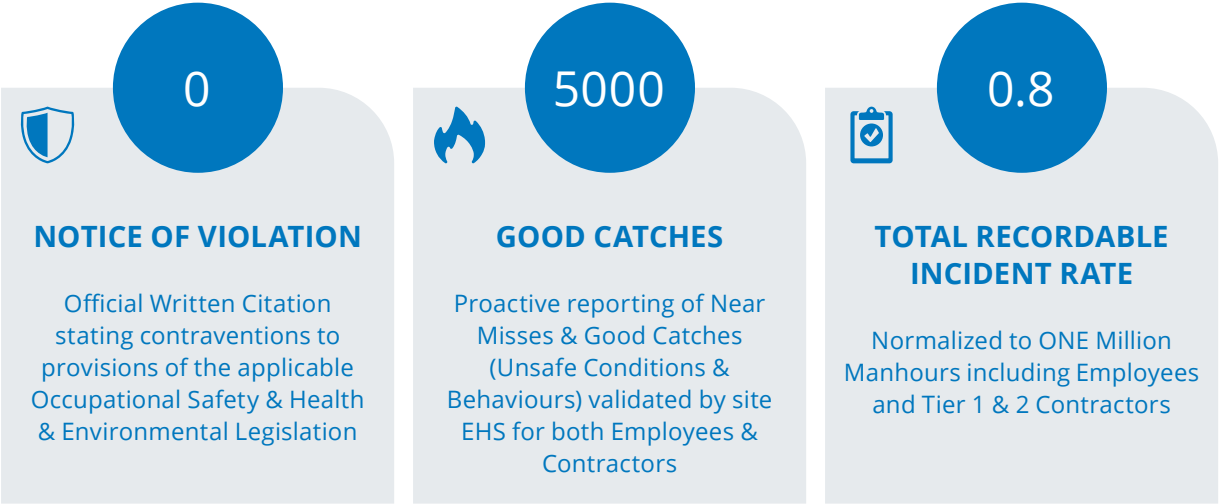 0
NOTICE OF VIOLATION
Official Written Citation
stating contraventions to
provisions of the applicable
Occupational Safety & Health
& Environmental Legislation
5000
GOOD CATCHES
Proactive reporting of Near
Misses & Good Catches
(Unsafe Conditions &
Behaviours) validated by site
EHS for both Employees &
Contractors
0.8
TOTAL RECORDABLE
INCIDENT RATE
Normalized to ONE Million
Manhours including Employees
and Tier 1 & 2 Contractors